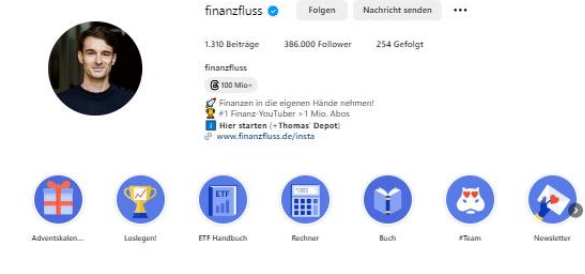 finanzfluss Folgen Nachricht senden
1.310 Beiträge 386.000 Follower 254 Gefolgt
finanzfluss
100 Mio+
Finanzen in die eigenen Hände nehmen!
#1 Finanz-YouTuber >1 Mio. Abos
Hier starten (+Thomas' Depot)
www.finanzfluss.de/insta
ETF
Adventskalen... Loslegen! ETF Handbuch Rechner Buch #Team Newsletter